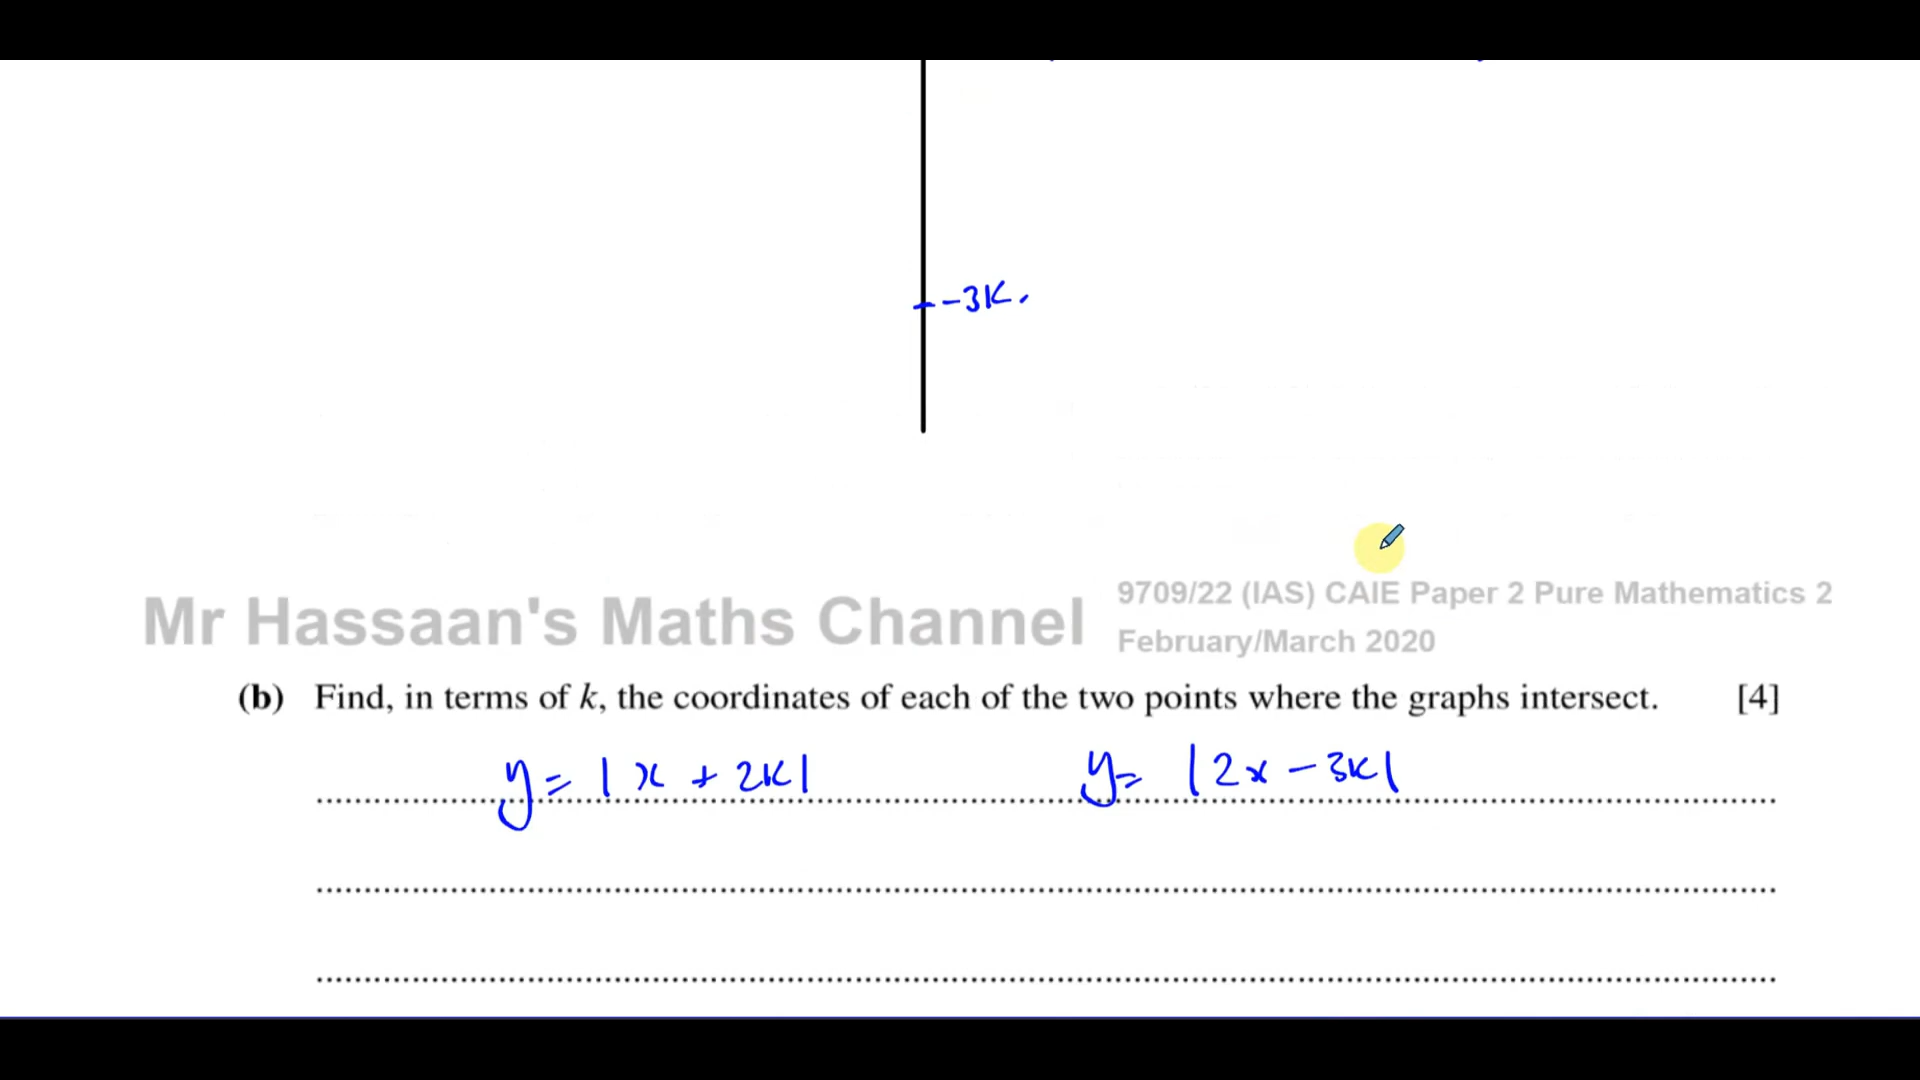 -3K.
Mr Hassaan's Maths Channel
9709/22 (IAS) CAIE Paper 2 Pure Mathematics 2
February/March 2020
(b) Find, in terms of k, the coordinates of each of the two points where the graphs intersect. [4]
y = |x + 2k| y = |2x - 3k|